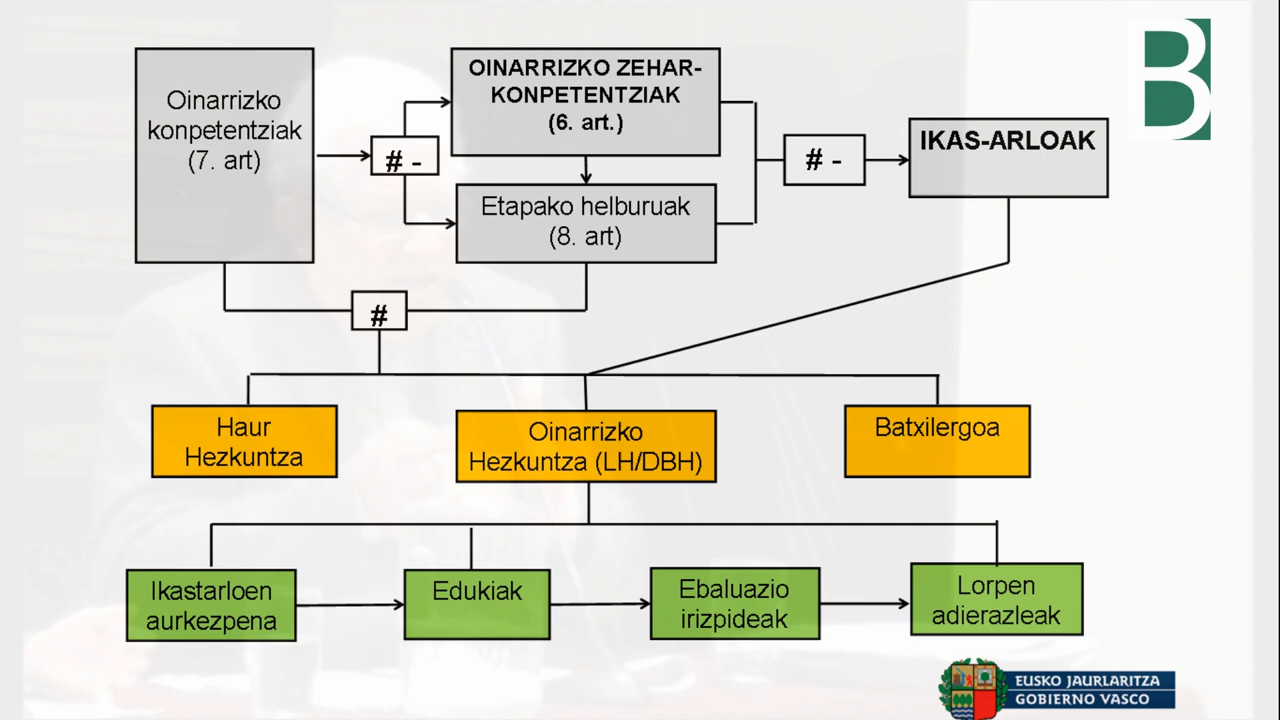 Oinarrizko
konpetentziak
(7. art)
# -
OINARRIZKO ZEHAR-
KONPETENTZIAK
(6. art.)
Etapako helburuak
(8. art)
# -
IKAS-ARLOAK
B
#
Haur
Hezkuntza
Oinarrizko
Hezkuntza (LH/DBH)
Batxilergoa
Ikastarloen
aurkezpena
Edukiak
Ebaluazio
irizpideak
Lorpen
adierazleak
EUSKO JAURLARITZA
GOBIERNO VASCO